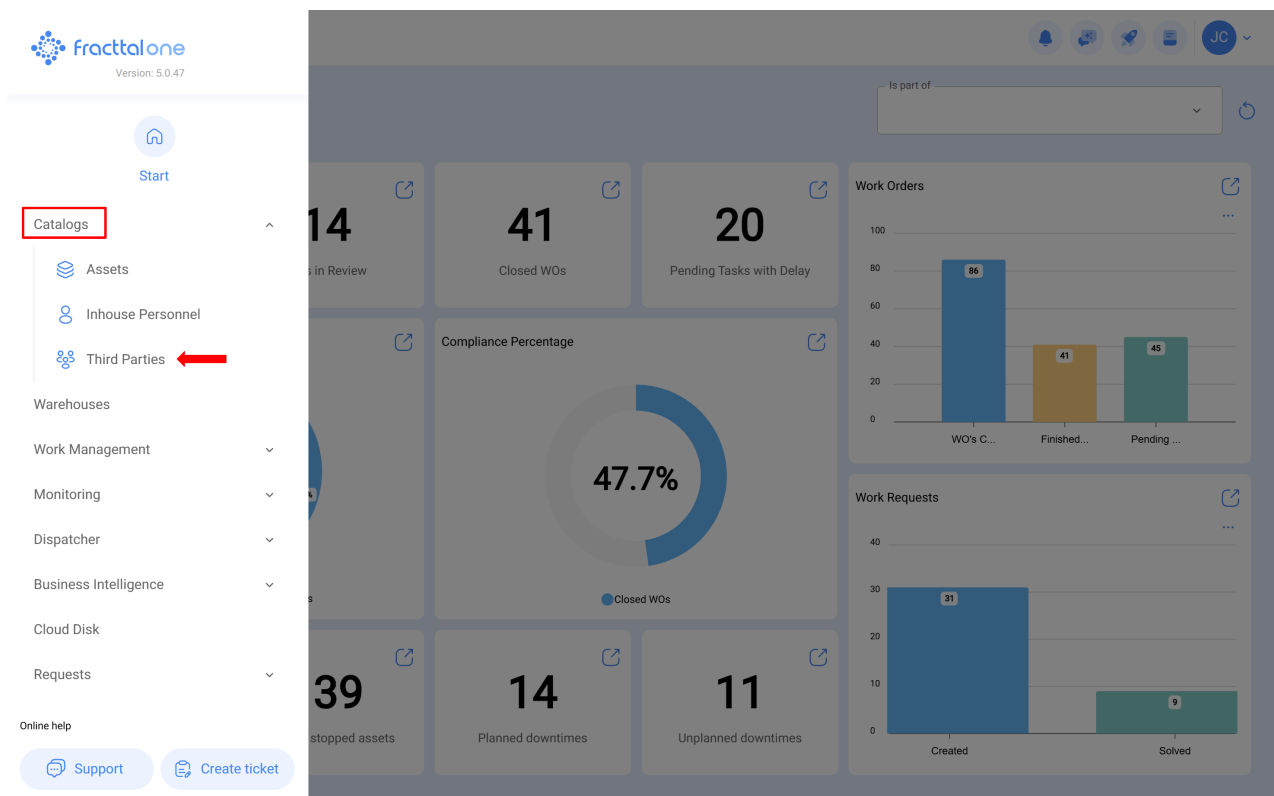 fracttalone
Version: 5.0.47
JC
Is part of
Start
Catalogs
Assets
Inhouse Personnel
Third Parties
Warehouses
Work Management
Monitoring
Dispatcher
Business Intelligence
Cloud Disk
Requests
Online help
Support
Create ticket
14
in Review
41
Closed WOs
20
Pending Tasks with Delay
Work Orders
...
100
80
60
40
20
0
86
41
45
WO's C...
Finished...
Pending ...
%
s
Compliance Percentage
47.7%
Closed WOs
Work Requests
...
40
30
20
10
0
31
9
Created
Solved
39
stopped assets
14
Planned downtimes
11
Unplanned downtimes